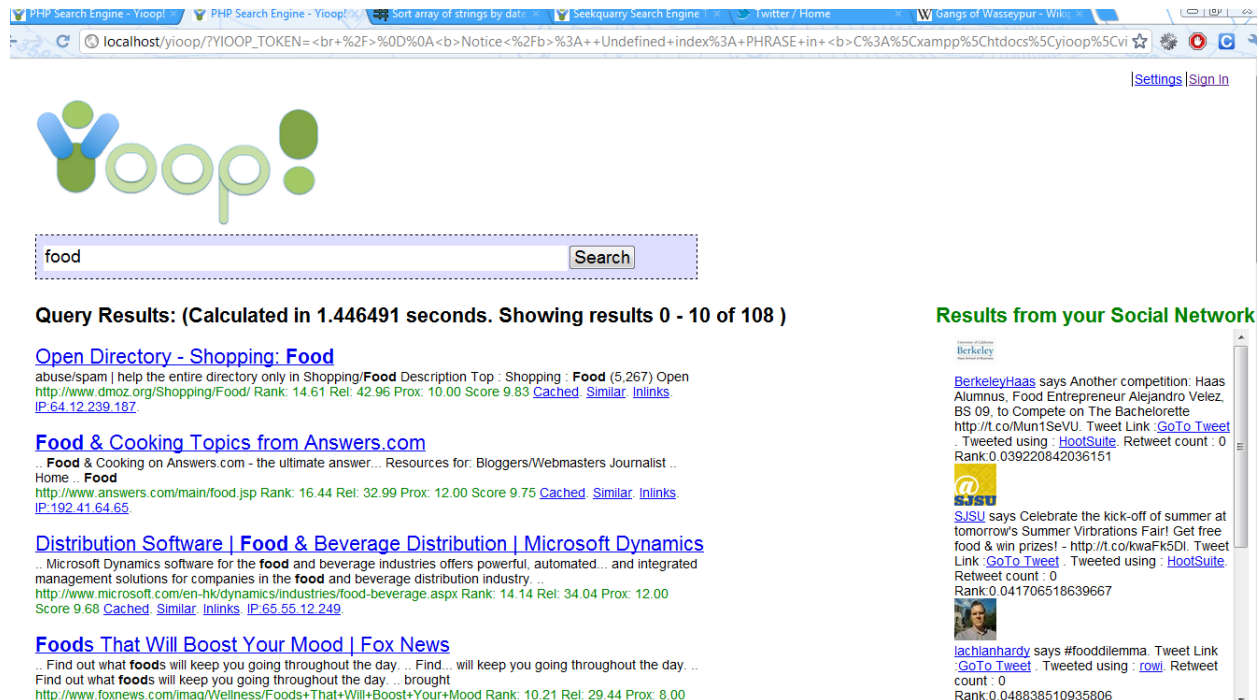 PHP Search Engine - Yioop!
PHP Search Engine - Yioop!
Sort array of strings by date
Seekquarry Search Engine
Twitter / Home
Gangs of Wasseypur - Wiki
localhost/yioop/?YIOOP_TOKEN=<br+%2F>%0D%0A<b>Notice<%2Fb>%3A++Undefined+index%3A+PHRASE+in+<b>C%3A%5Cxampp%5Chtdocs%5Cyioop%5Cvi
|Settings |Sign In
Yioop!
food
Search
Query Results: (Calculated in 1.446491 seconds. Showing results 0 - 10 of 108 )
Open Directory - Shopping: Food
abuse/spam | help the entire directory only in Shopping/Food Description Top : Shopping : Food (5,267) Open
http://www.dmoz.org/Shopping/Food/ Rank: 14.61 Rel: 42.96 Prox: 10.00 Score 9.83 Cached. Similar. Inlinks.
IP:64.12.239.187.
Food & Cooking Topics from Answers.com
.. Food & Cooking on Answers.com - the ultimate answer... Resources for: Bloggers/Webmasters Journalist ..
Home .. Food
http://www.answers.com/main/food.jsp Rank: 16.44 Rel: 32.99 Prox: 12.00 Score 9.75 Cached. Similar. Inlinks.
IP:192.41.64.65.
Distribution Software | Food & Beverage Distribution | Microsoft Dynamics
.. Microsoft Dynamics software for the food and beverage industries offers powerful, automated... and integrated
management solutions for companies in the food and beverage distribution industry. ..
http://www.microsoft.com/en-hk/dynamics/industries/food-beverage.aspx Rank: 14.14 Rel: 34.04 Prox: 12.00
Score 9.68 Cached. Similar. Inlinks. IP:65.55.12.249.
Foods That Will Boost Your Mood | Fox News
.. Find out what foods will keep you going throughout the day. .. Find... will keep you going throughout the day. ..
Find out what foods will keep you going throughout the day. .. brought
http://www.foxnews.com/imag/Wellness/Foods+That+Will+Boost+Your+Mood Rank: 10.21 Rel: 29.44 Prox: 8.00
Results from your Social Network
Berkeley
BerkeleyHaas says Another competition: Haas
Alumnus, Food Entrepreneur Alejandro Velez,
BS 09, to Compete on The Bachelorette
http://t.co/Mun1SeVU. Tweet Link :GoTo Tweet
. Tweeted using : HootSuite. Retweet count : 0
Rank:0.039220842036151
@
SJSU
SJSU says Celebrate the kick-off of summer at
tomorrow's Summer Virbrations Fair! Get free
food & win prizes! - http://t.co/kwaFk5DI. Tweet
Link :GoTo Tweet . Tweeted using : HootSuite.
Retweet count : 0
Rank:0.041706518639667
lachlanhardy says #fooddilemma. Tweet Link
:GoTo Tweet . Tweeted using : rowi. Retweet
count : 0
Rank:0.048838510935806